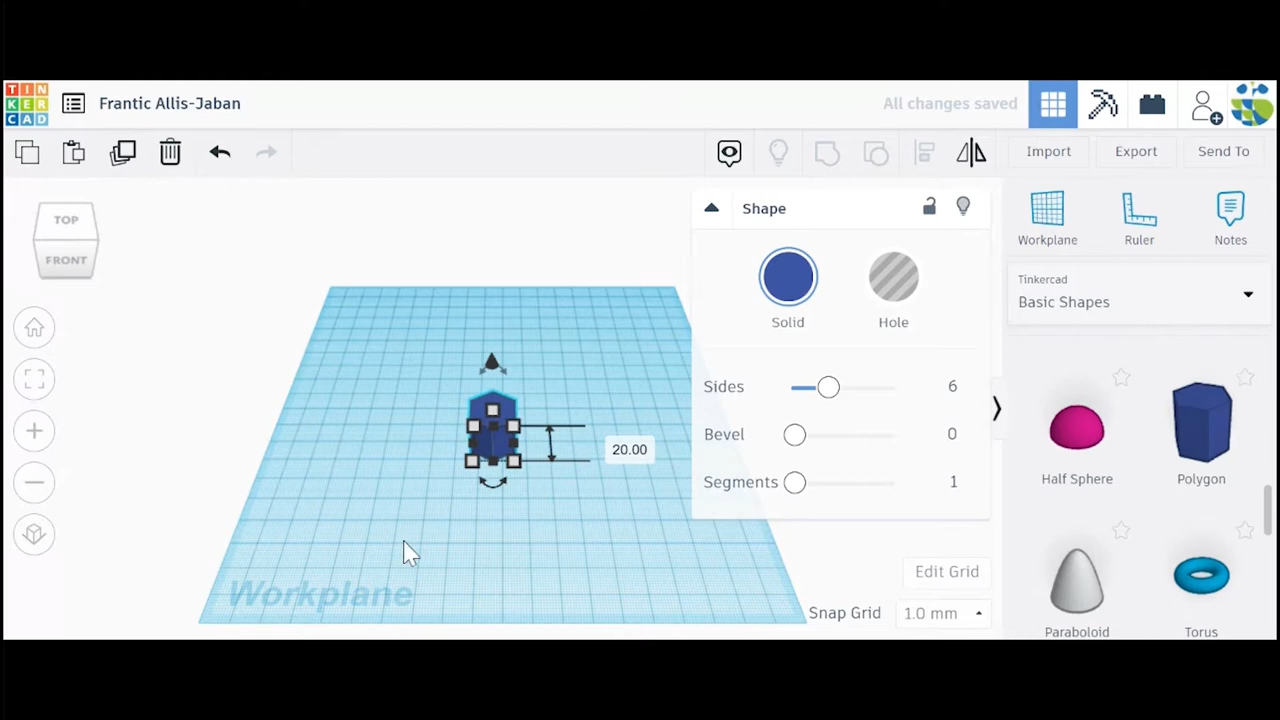 TIN
KER
CAD
Frantic Allis-Jaban
All changes saved
Import
Export
Send To
TOP
FRONT
Shape
Solid
Hole
Sides
6
Bevel
0
Segments
1
20.00
Workplane
Edit Grid
Snap Grid
1.0 mm
Workplane
Ruler
Notes
Tinkercad
Basic Shapes
Half Sphere
Polygon
Paraboloid
Torus